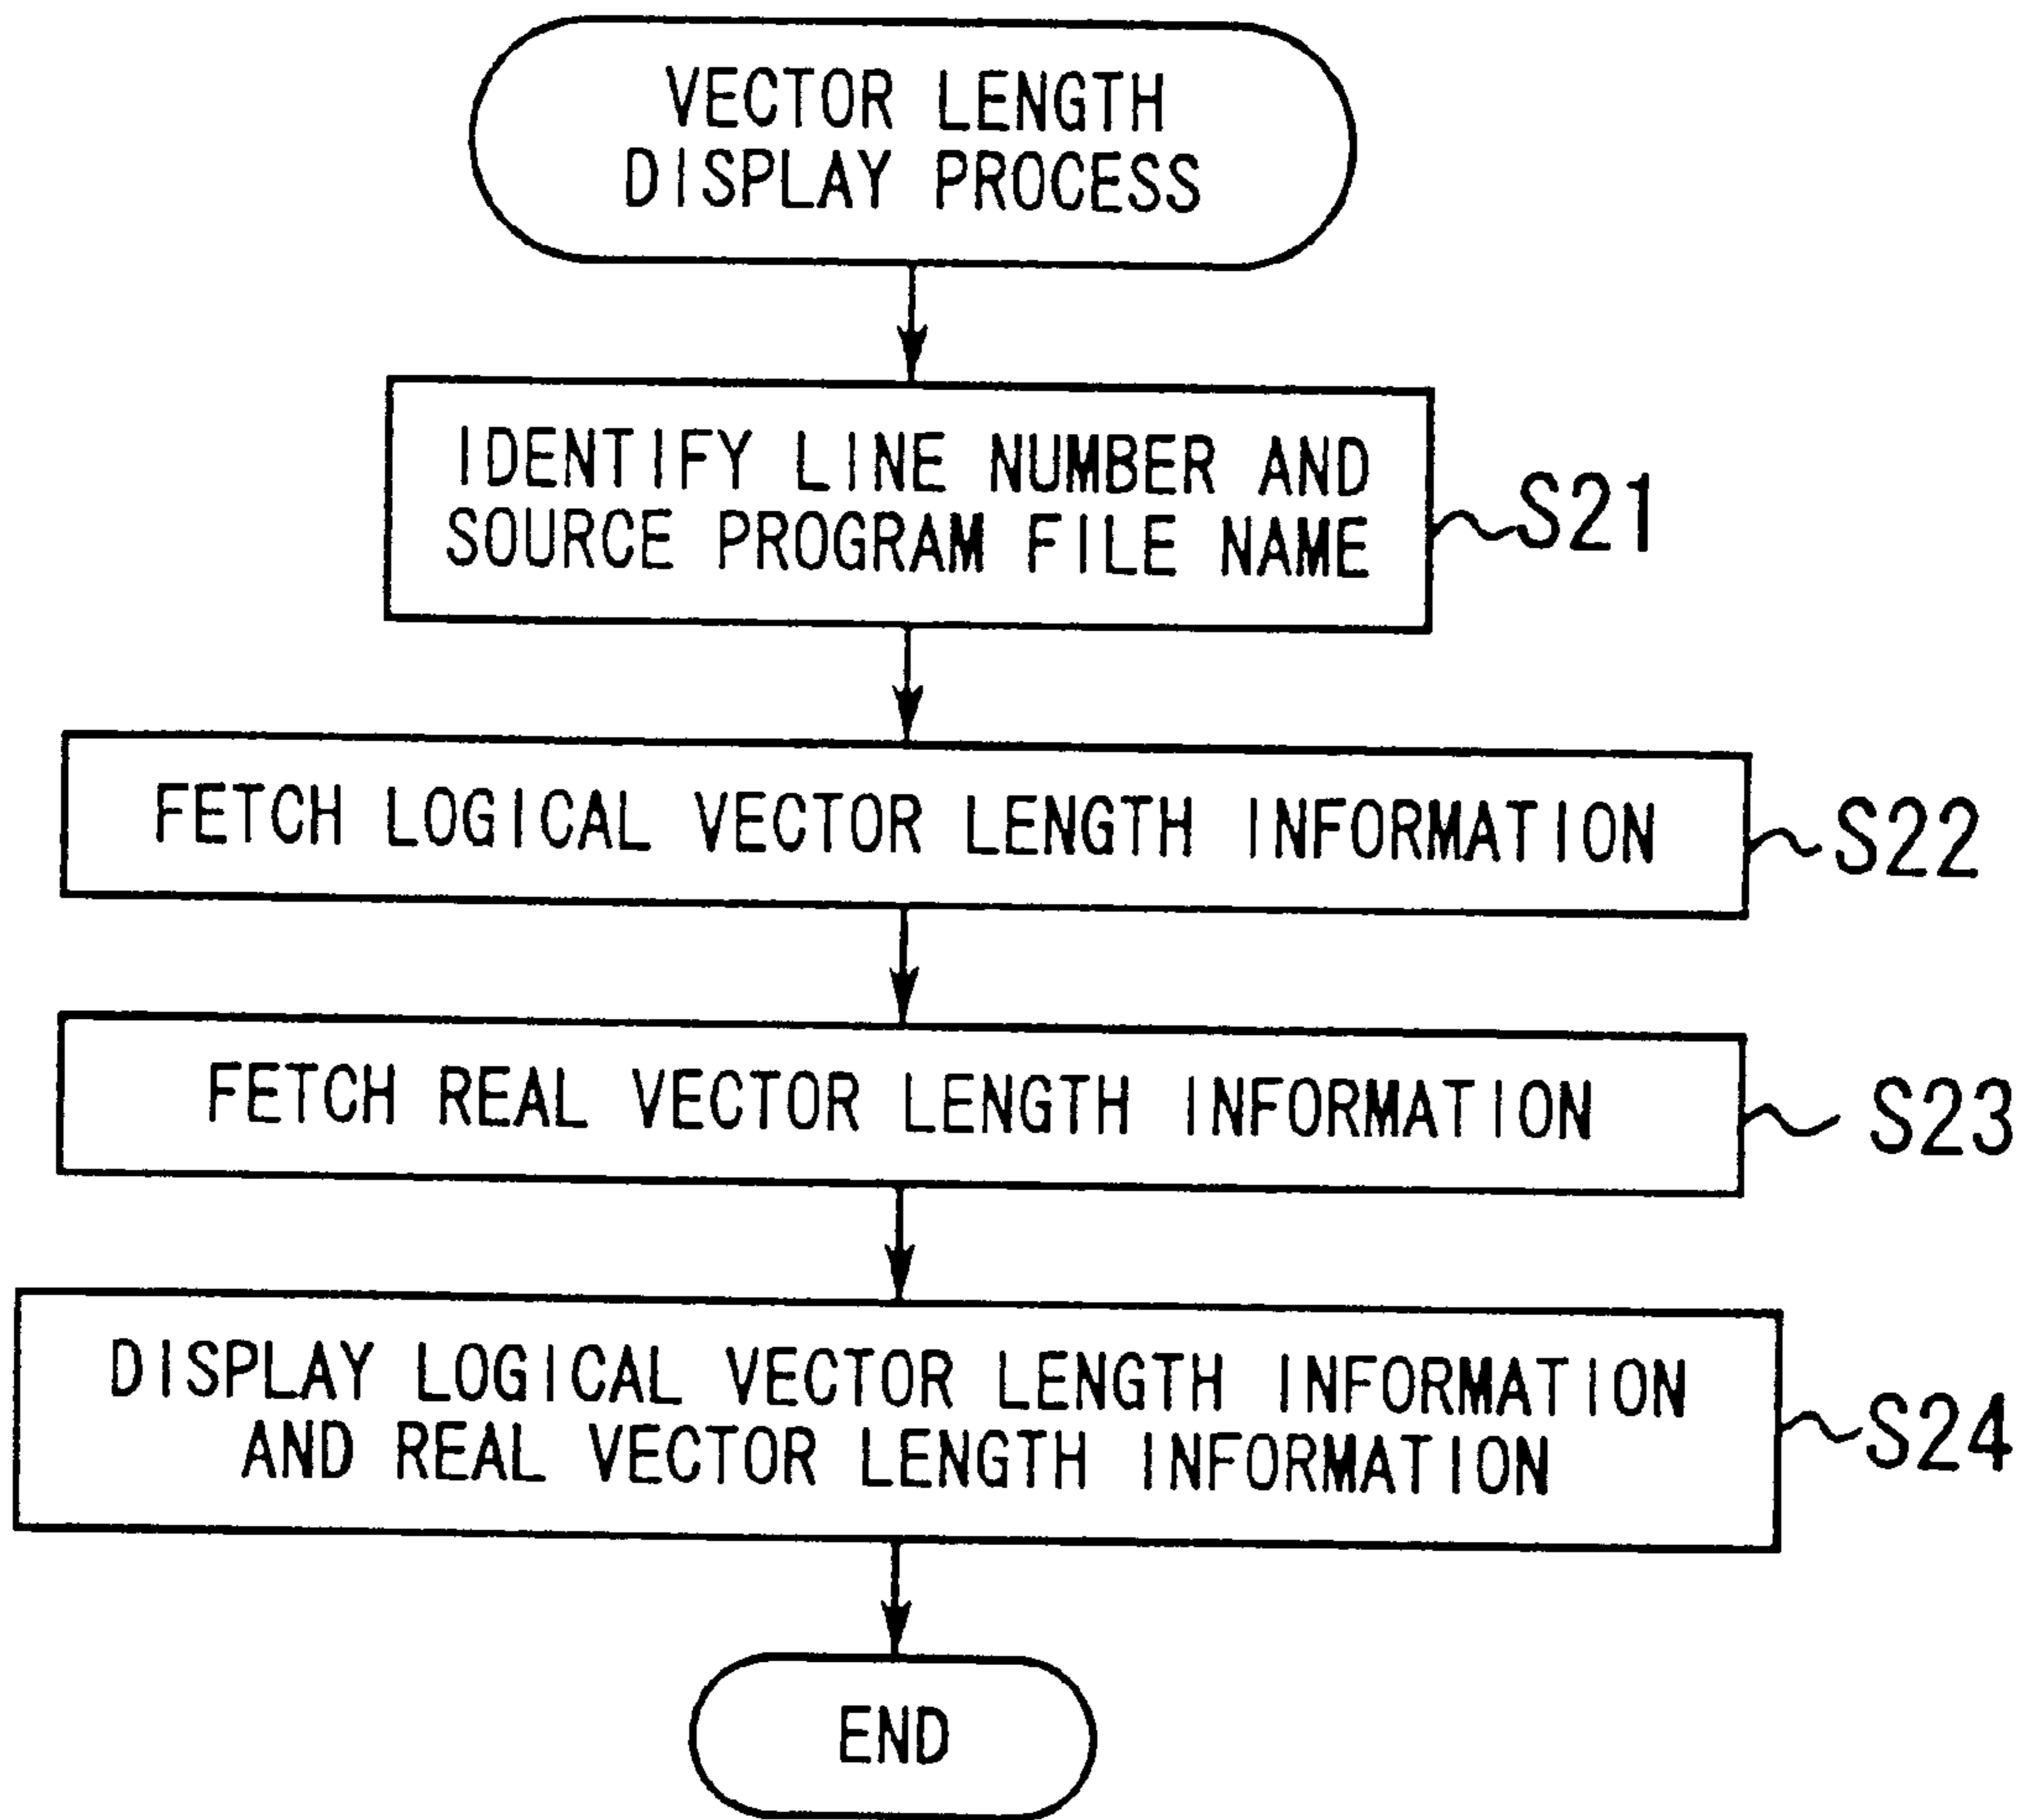 VECTOR LENGTH
DISPLAY PROCESS
IDENTIFY LINE NUMBER AND
SOURCE PROGRAM FILE NAME
S21
FETCH LOGICAL VECTOR LENGTH INFORMATION
S22
FETCH REAL VECTOR LENGTH INFORMATION
S23
DISPLAY LOGICAL VECTOR LENGTH INFORMATION
AND REAL VECTOR LENGTH INFORMATION
S24
END